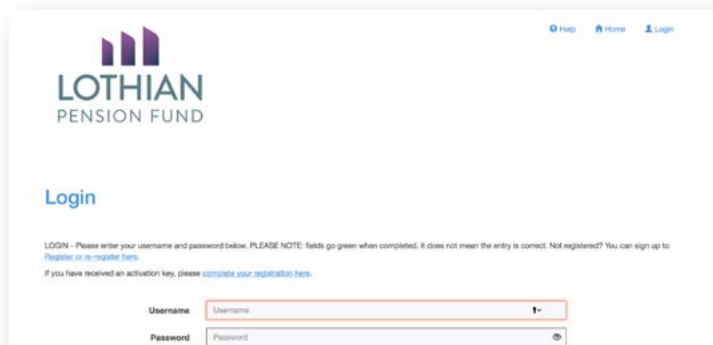 Help Home Login
LOTHIAN
PENSION FUND
Login
LOGIN - Please enter your username and password below. PLEASE NOTE: fields go green when completed, it does not mean the entry is correct. Not registered? You can sign up to
Register or re-register here.
If you have received an activation key, please complete your registration here.
Username Username
Password Password